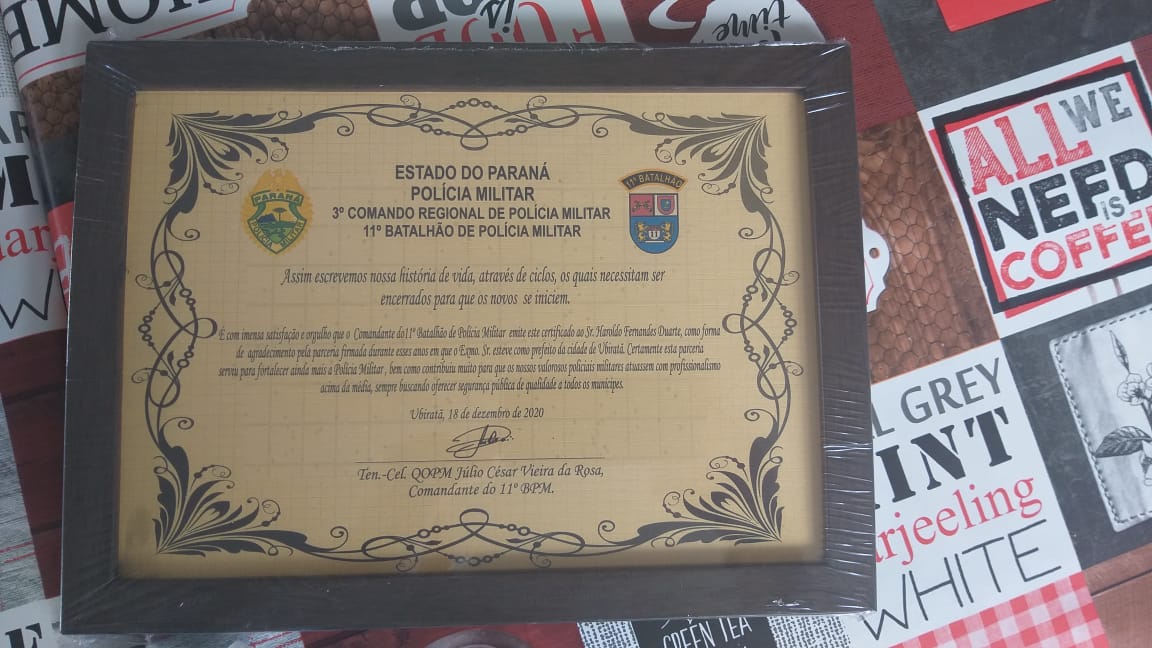 ESTADO DO PARANÁ
POLÍCIA MILITAR
3º COMANDO REGIONAL DE POLÍCIA MILITAR
11º BATALHÃO DE POLÍCIA MILITAR
PARANÁ
POLÍCIA MILITAR
11º BATALHÃO
Assim escrevemos nossa história de vida, através de ciclos, os quais necessitam ser
encerrados para que os novos se iniciem.
É com imensa satisfação e orgulho que o Comandante do11º Batalhão de Polícia Militar emite este certificado ao Sr. Haroldo Fernandes Duarte, como forma
de agradecimento pela parceria firmada durante esses anos em que o Exmo. Sr. esteve como prefeito da cidade de Ubiratã. Certamente esta parceria
serviu para fortalecer ainda mais a Polícia Militar , bem como contribuiu muito para que os nossos valorosos policiais militares atuassem com profissionalismo
acima da média, sempre buscando oferecer segurança pública de qualidade a todos os munícipes.
Ubiratã, 18 de dezembro de 2020
Ten.-Cel. QOPM Júlio César Vieira da Rosa,
Comandante do 11º BPM.
HOME
IS
time
ALL WE
NEED
IS
COFFEE
GREY
arjeeling
WHITE
GREEN TEA